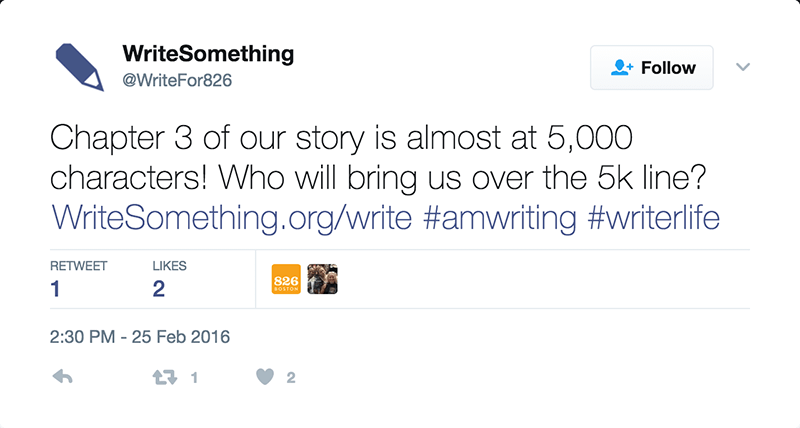 WriteSomething
@WriteFor826
Follow
Chapter 3 of our story is almost at 5,000
characters! Who will bring us over the 5k line?
WriteSomething.org/write #amwriting #writerlife
RETWEET LIKES
1 2
826
BOSTON
2:30 PM - 25 Feb 2016
1 2